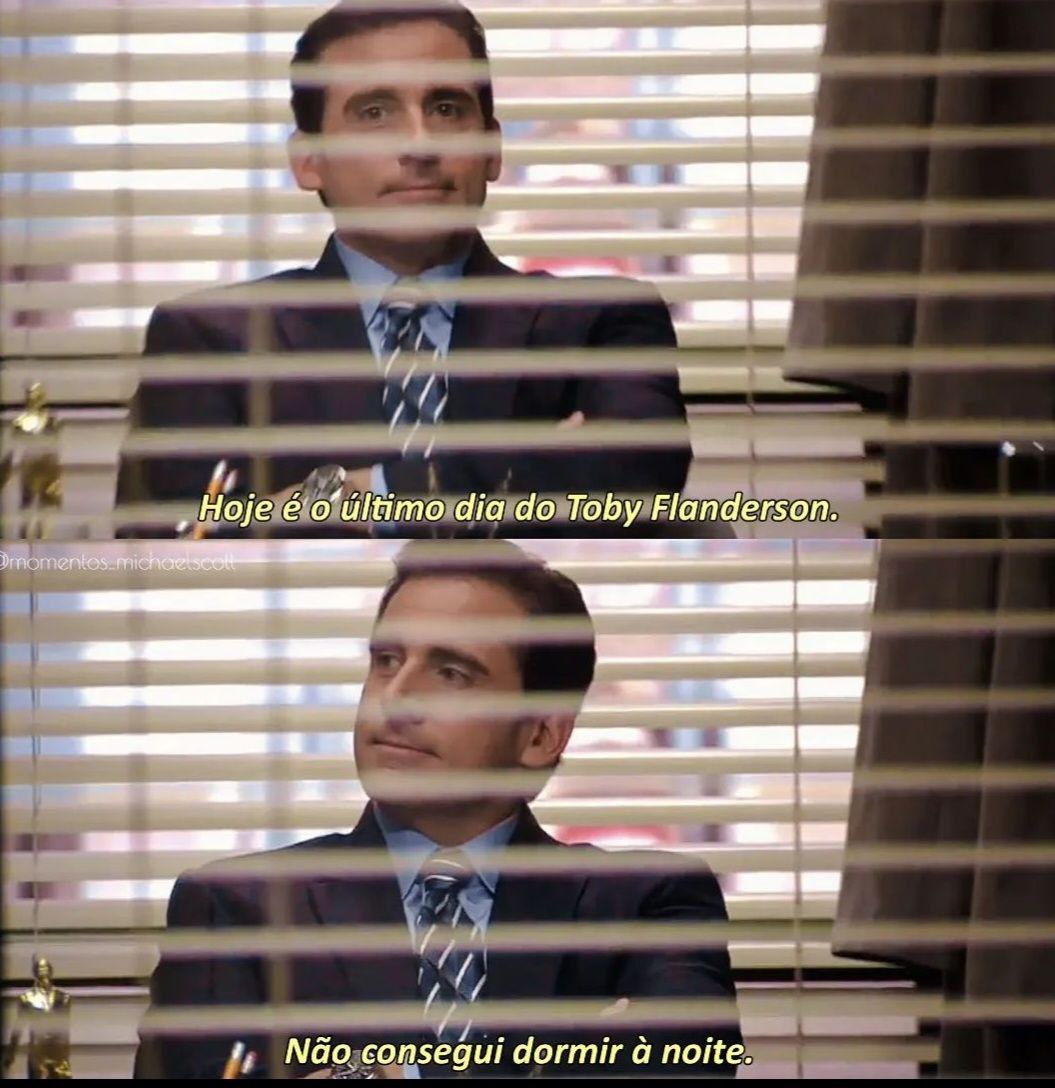 Hoje é o último dia do Toby Flanderson.
@momentos_michaelscott
Não consegui dormir à noite.